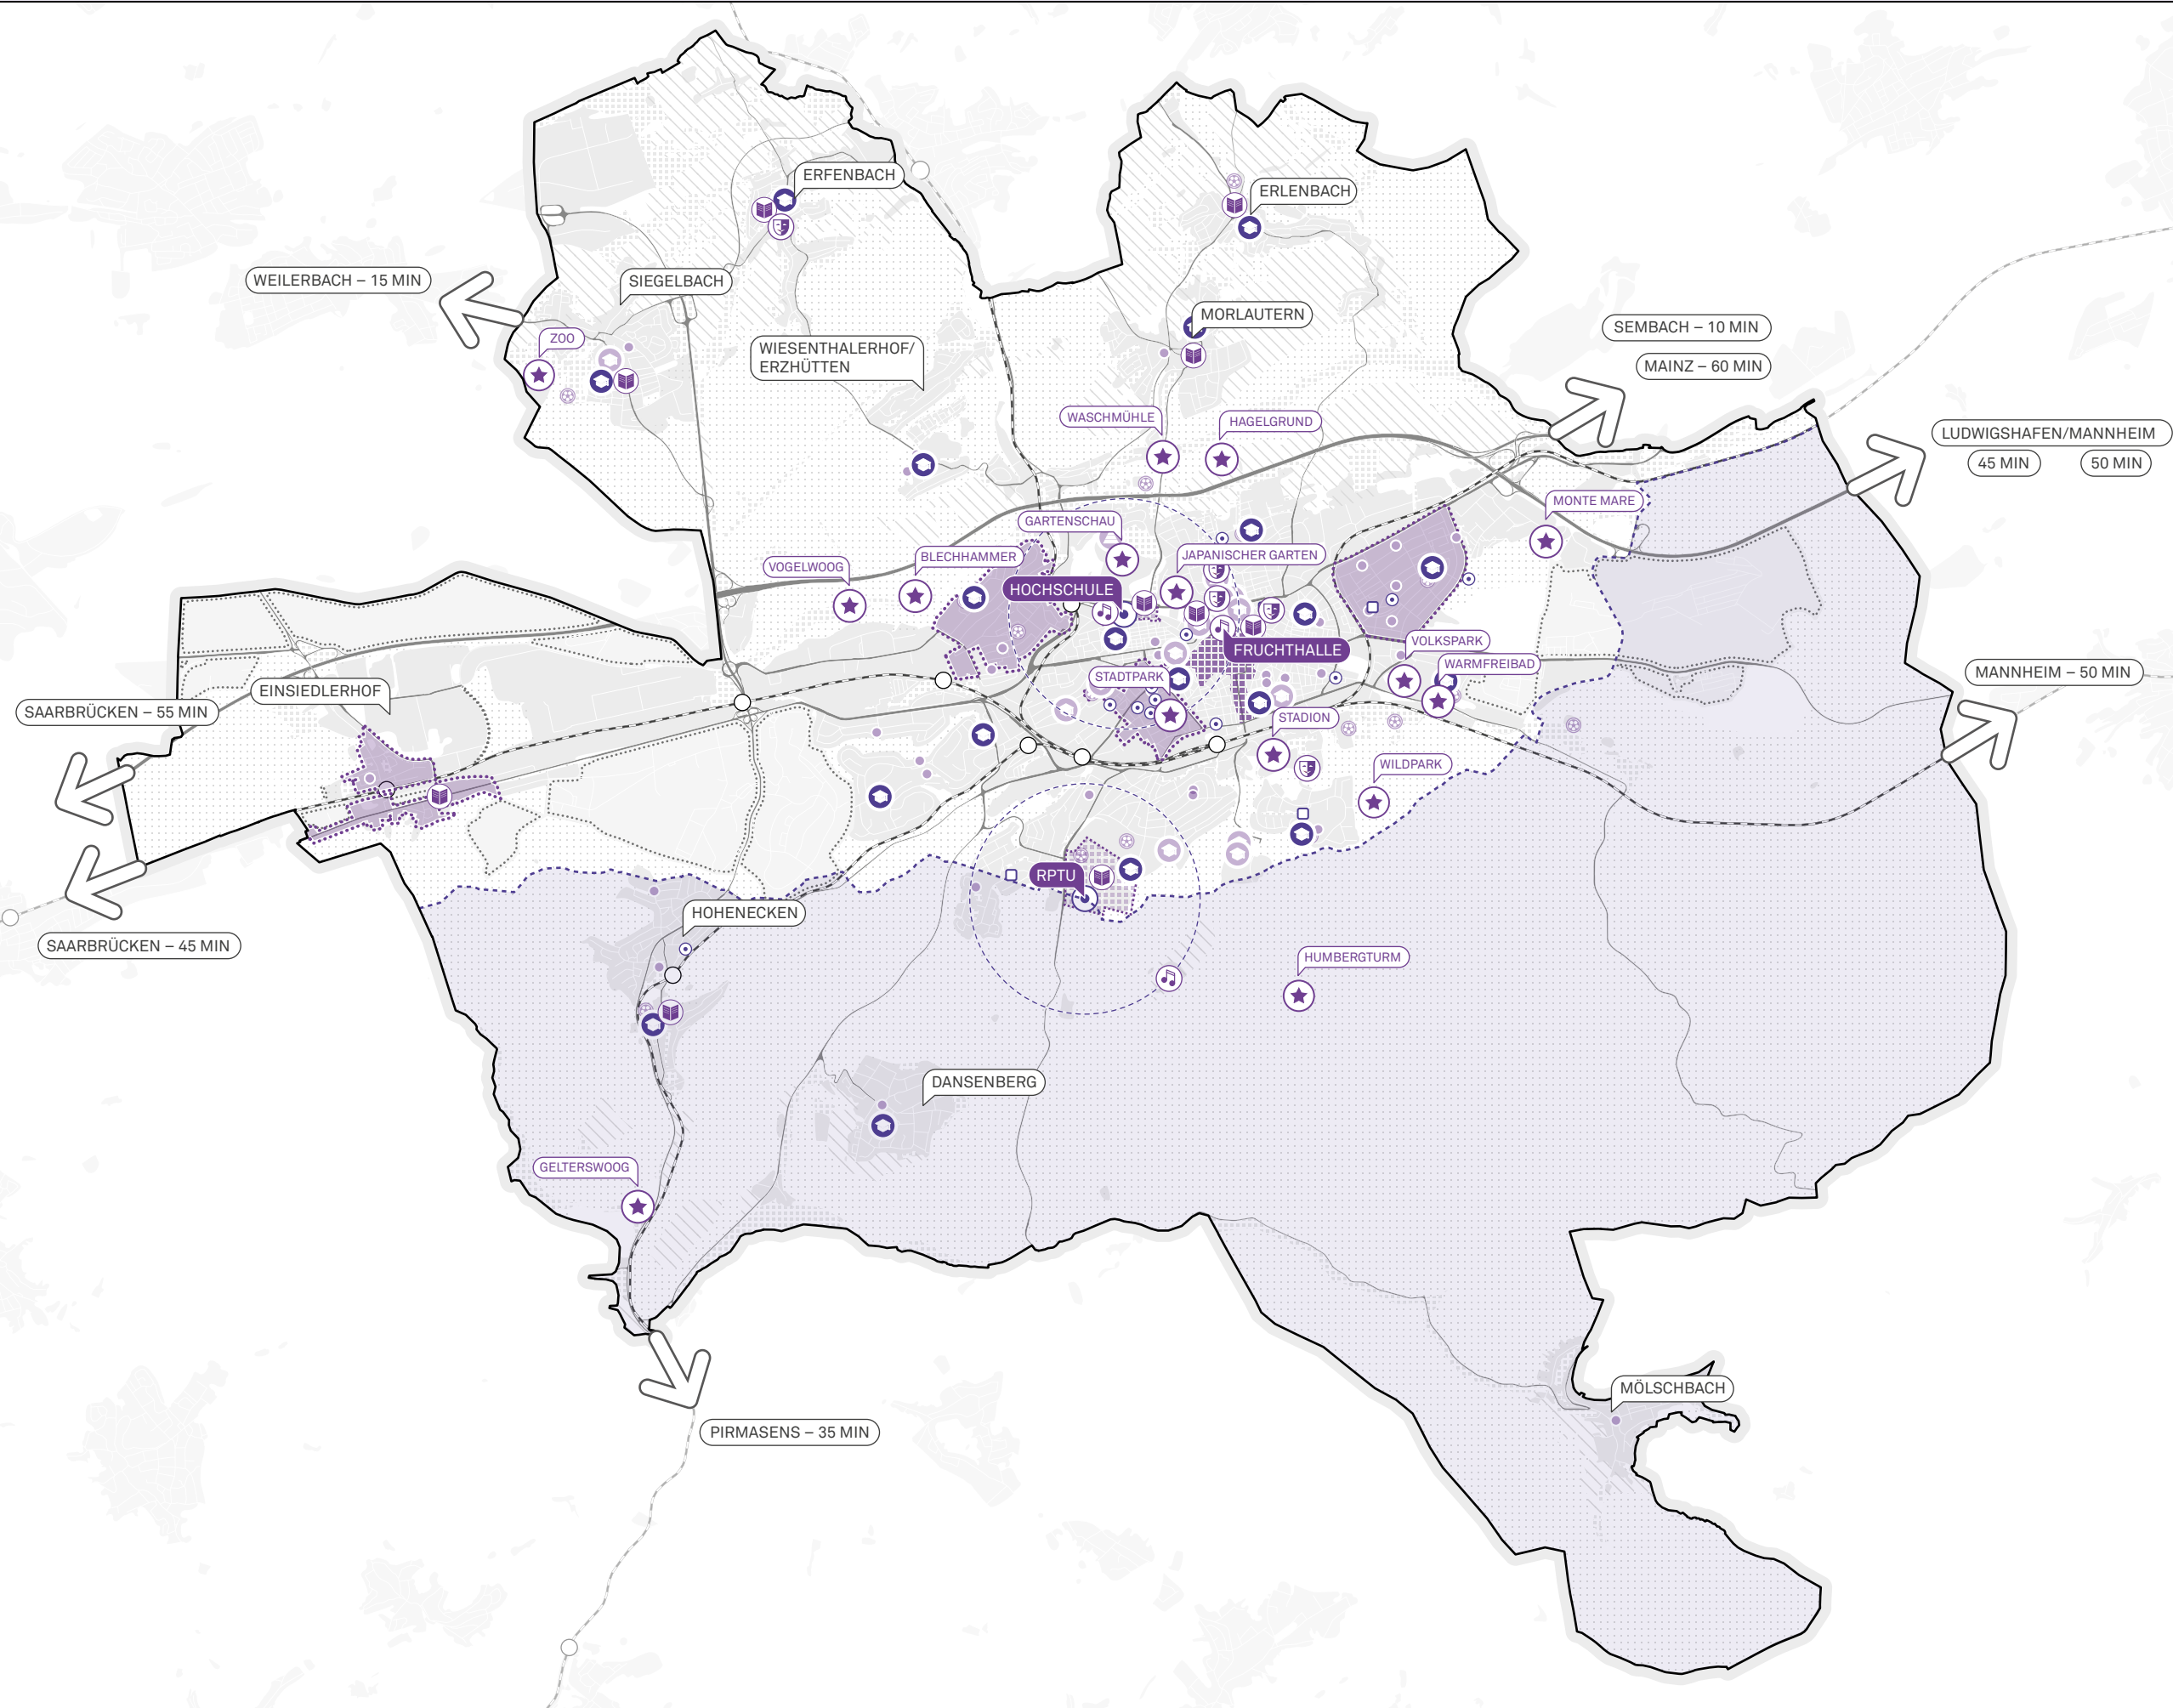 ERFENBACH
ERLENBACH
WEILERBACH – 15 MIN
SIEGELBACH
MORLAUTERN
SEMBACH – 10 MIN
ZOO
WIESENTHALERHOF/
ERZHÜTTEN
MAINZ – 60 MIN
WASCHMÜHLE
HAGELGRUND
LUDWIGSHAFEN/MANNHEIM
45 MIN
50 MIN
MONTE MARE
GARTENSCHAU
BLECHHAMMER
JAPANISCHER GARTEN
VOGELWOOG
HOCHSCHULE
VOLKSPARK
FRUCHTHALLE
WARMFREIBAD
MANNHEIM – 50 MIN
STADTPARK
EINSIEDLERHOF
SAARBRÜCKEN – 55 MIN
STADION
WILDPARK
RPTU
HOHENECKEN
SAARBRÜCKEN – 45 MIN
HUMBERGTURM
DANSENBERG
GELTERSWOOG
MÖLSCHBACH
PIRMASENS – 35 MIN